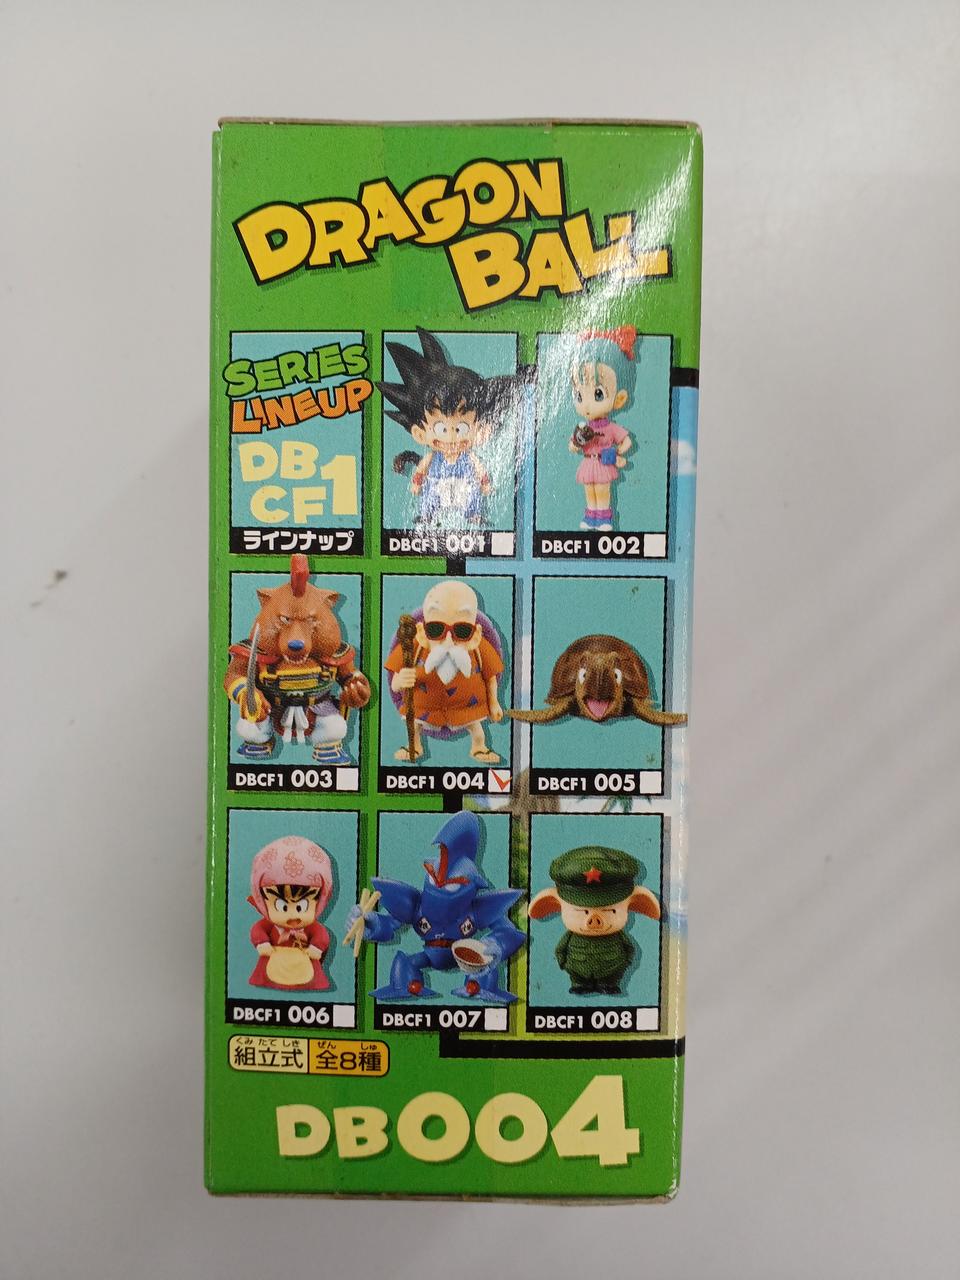 DRAGON
BALL
SERIES
LINEUP
DB
CF1
ラインナップ
DBCF1 001
DBCF1 002
DBCF1 003
DBCF1 004
DBCF1 005
DBCF1 006
DBCF1 007
DBCF1 008
くみ たて しき ぜん しゅ
組立式 全8種
DB004